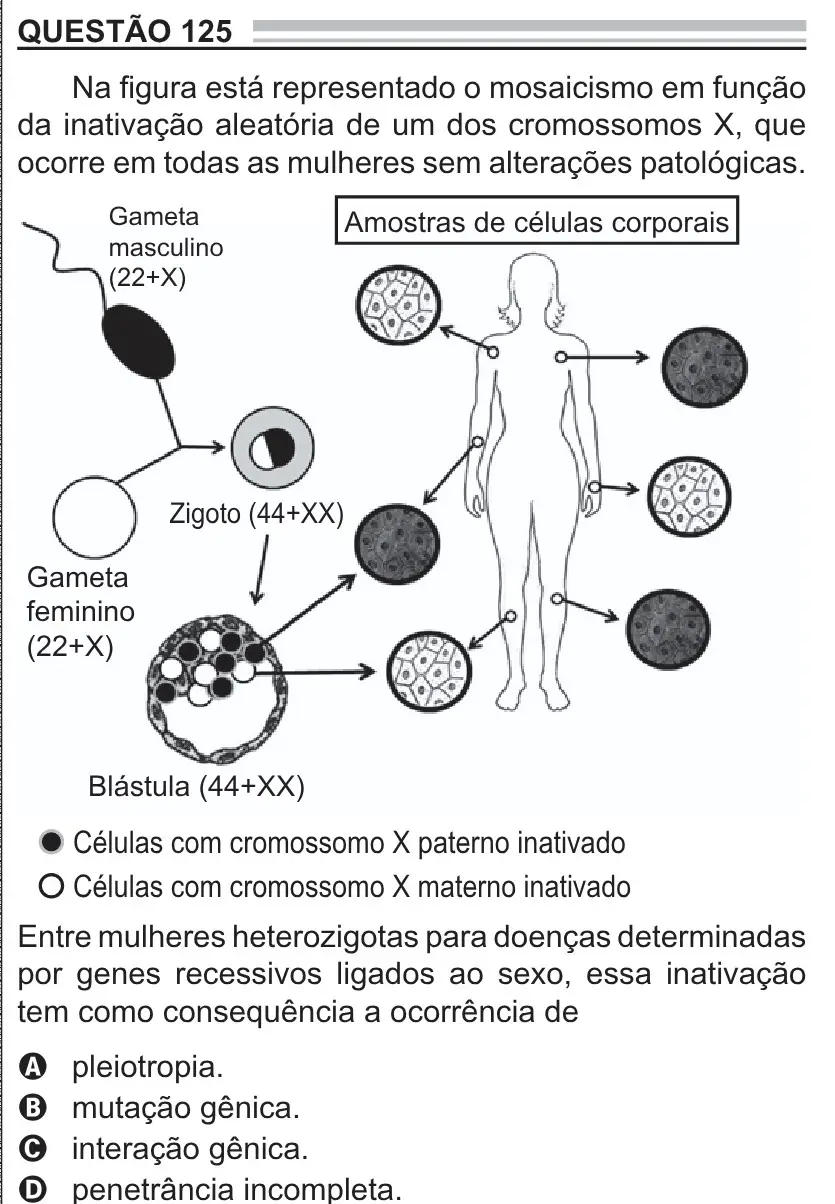 QUESTÃO 125
Na figura está representado o mosaicismo em função
da inativação aleatória de um dos cromossomos X, que
ocorre em todas as mulheres sem alterações patológicas.
Gameta
masculino
(22+X)
Amostras de células corporais
Zigoto (44+XX)
Gameta
feminino
(22+X)
Blástula (44+XX)
Células com cromossomo X paterno inativado
Células com cromossomo X materno inativado
Entre mulheres heterozigotas para doenças determinadas
por genes recessivos ligados ao sexo, essa inativação
tem como consequência a ocorrência de
A pleiotropia.
B mutação gênica.
C interação gênica.
D penetrância incompleta.